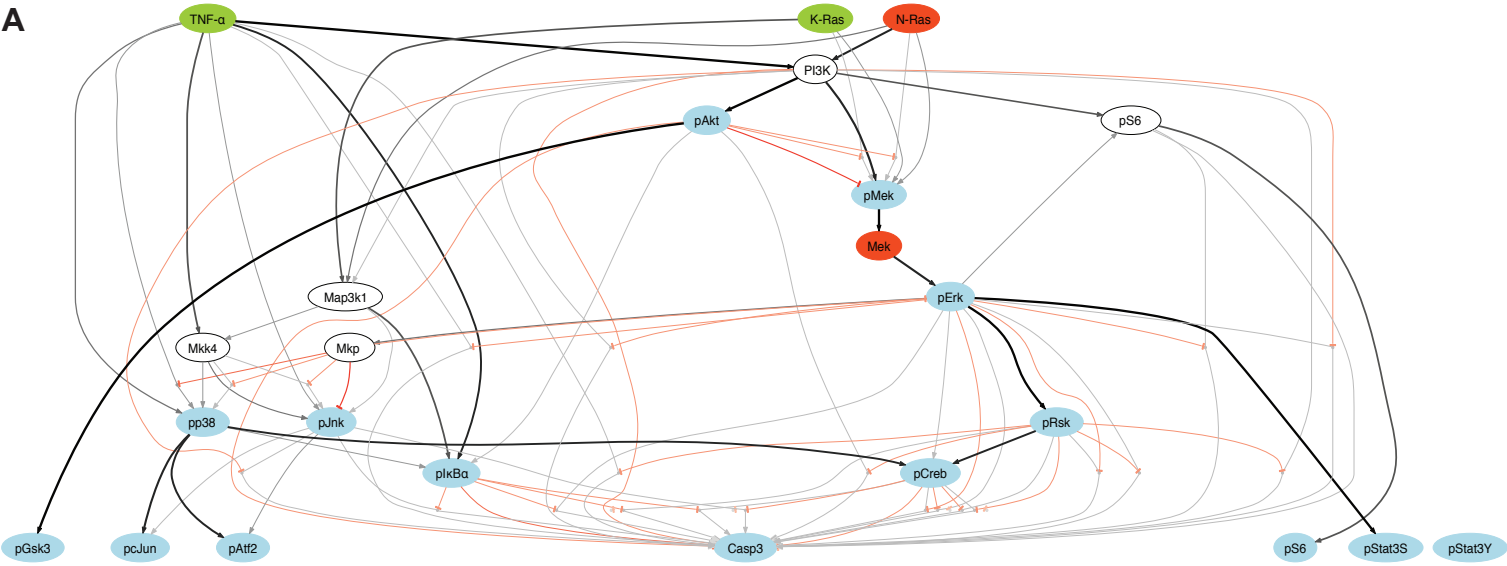 A
TNF-α
K-Ras
N-Ras
PI3K
pAkt
pS6
pMek
Mek
Map3k1
pErk
Mkk4
Mkp
pp38
pJnk
pRsk
pIκBα
pCreb
pGsk3
pcJun
pAtf2
Casp3
pS6
pStat3S
pStat3Y